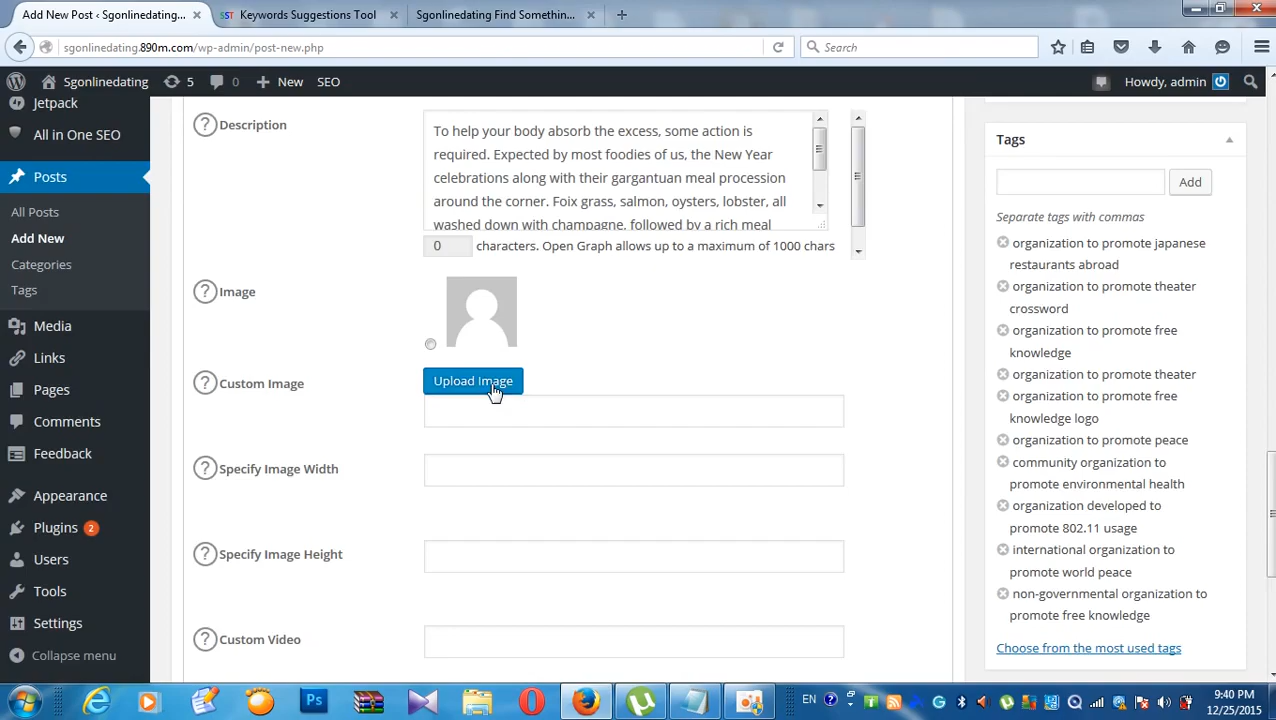 Add New Post ‹ Sgonlinedating...
Keywords Suggestions Tool
Sgonlinedating Find Somethin...
sgonlinedating.890m.com/wp-admin/post-new.php
Search
Sgonlinedating
5
0
New
SEO
Howdy, admin
Jetpack
All in One SEO
Posts
All Posts
Add New
Categories
Tags
Media
Links
Pages
Comments
Feedback
Appearance
Plugins 2
Users
Tools
Settings
Collapse menu
Description
To help your body absorb the excess, some action is
required. Expected by most foodies of us, the New Year
celebrations along with their gargantuan meal procession
around the corner. Foix grass, salmon, oysters, lobster, all
washed down with champagne, followed by a rich meal
0 characters. Open Graph allows up to a maximum of 1000 chars
Image
Custom Image
Upload Image
Specify Image Width
Specify Image Height
Custom Video
Tags
Add
Separate tags with commas
organization to promote japanese
restaurants abroad
organization to promote theater
crossword
organization to promote free
knowledge
organization to promote theater
organization to promote free
knowledge logo
organization to promote peace
community organization to
promote environmental health
organization developed to
promote 802.11 usage
international organization to
promote world peace
non-governmental organization to
promote free knowledge
Choose from the most used tags
EN
9:40 PM
12/25/2015